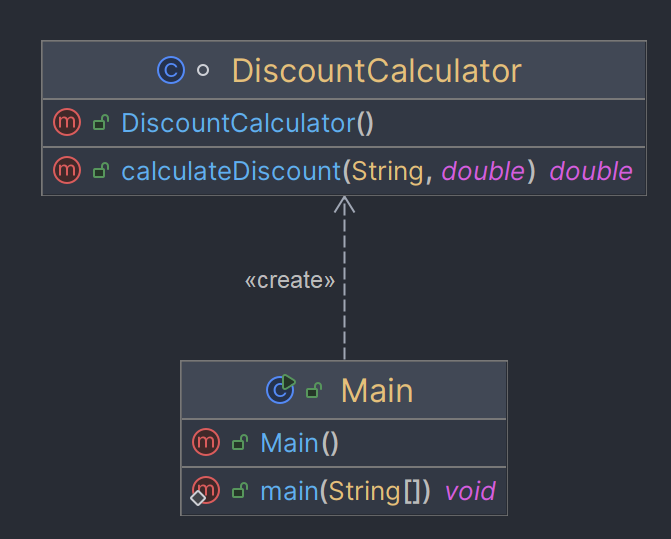 DiscountCalculator
DiscountCalculator()
calculateDiscount(String, double) double
«create»
Main
Main()
main(String[]) void